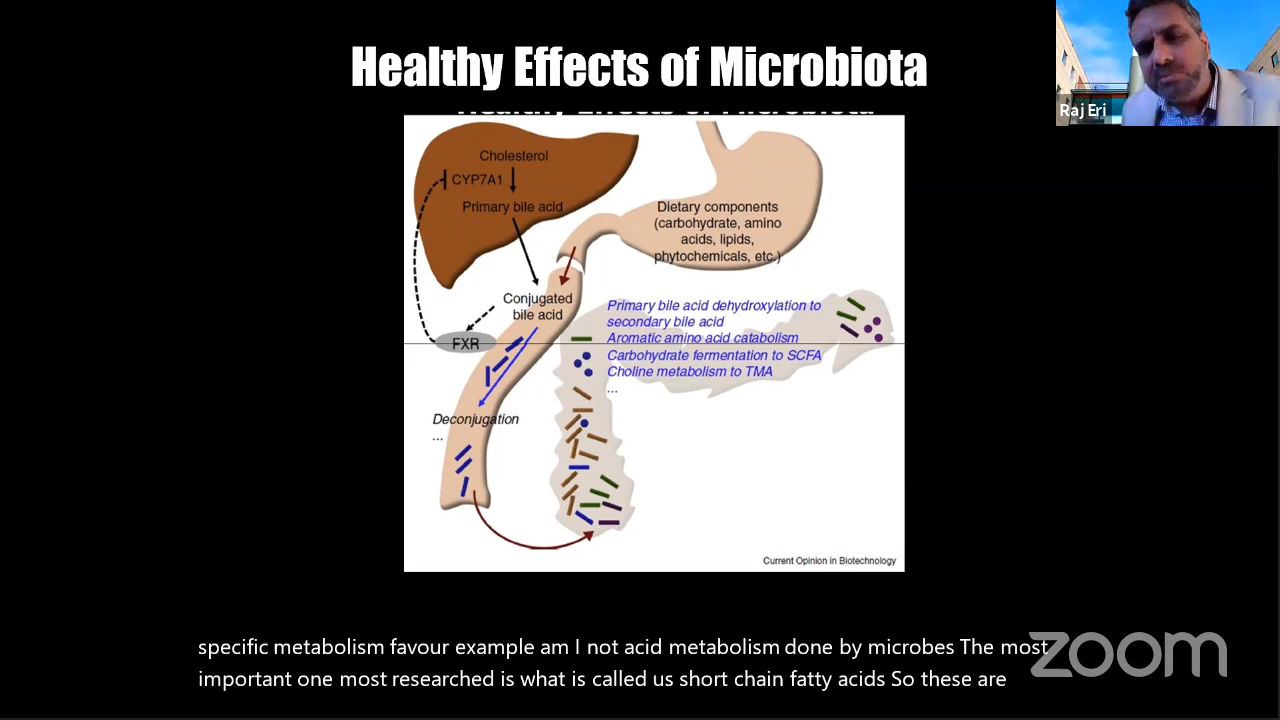 Healthy Effects of Microbiota
Raj Eri
Healthy Effects of Microbiota
Cholesterol
CYP7A1
Primary bile acid
Dietary components
(carbohydrate, amino
acids, lipids,
phytochemicals, etc.)
Conjugated
bile acid
FXR
Primary bile acid dehydroxylation to
secondary bile acid
Aromatic amino acid catabolism
Carbohydrate fermentation to SCFA
Choline metabolism to TMA
...
Deconjugation
...
Current Opinion in Biotechnology
specific metabolism favour example am I not acid metabolism done by microbes The most
important one most researched is what is called us short chain fatty acids So these are
zoom